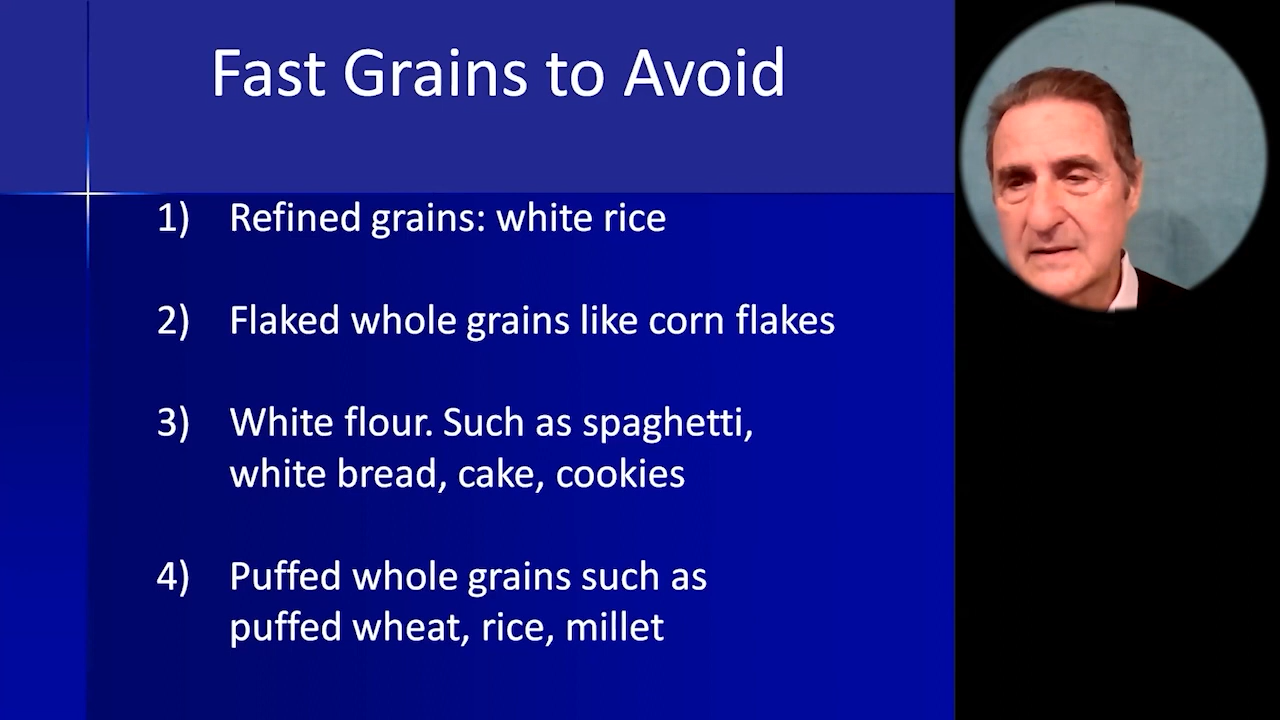 Fast Grains to Avoid
1) Refined grains: white rice
2) Flaked whole grains like corn flakes
3) White flour. Such as spaghetti,
white bread, cake, cookies
4) Puffed whole grains such as
puffed wheat, rice, millet